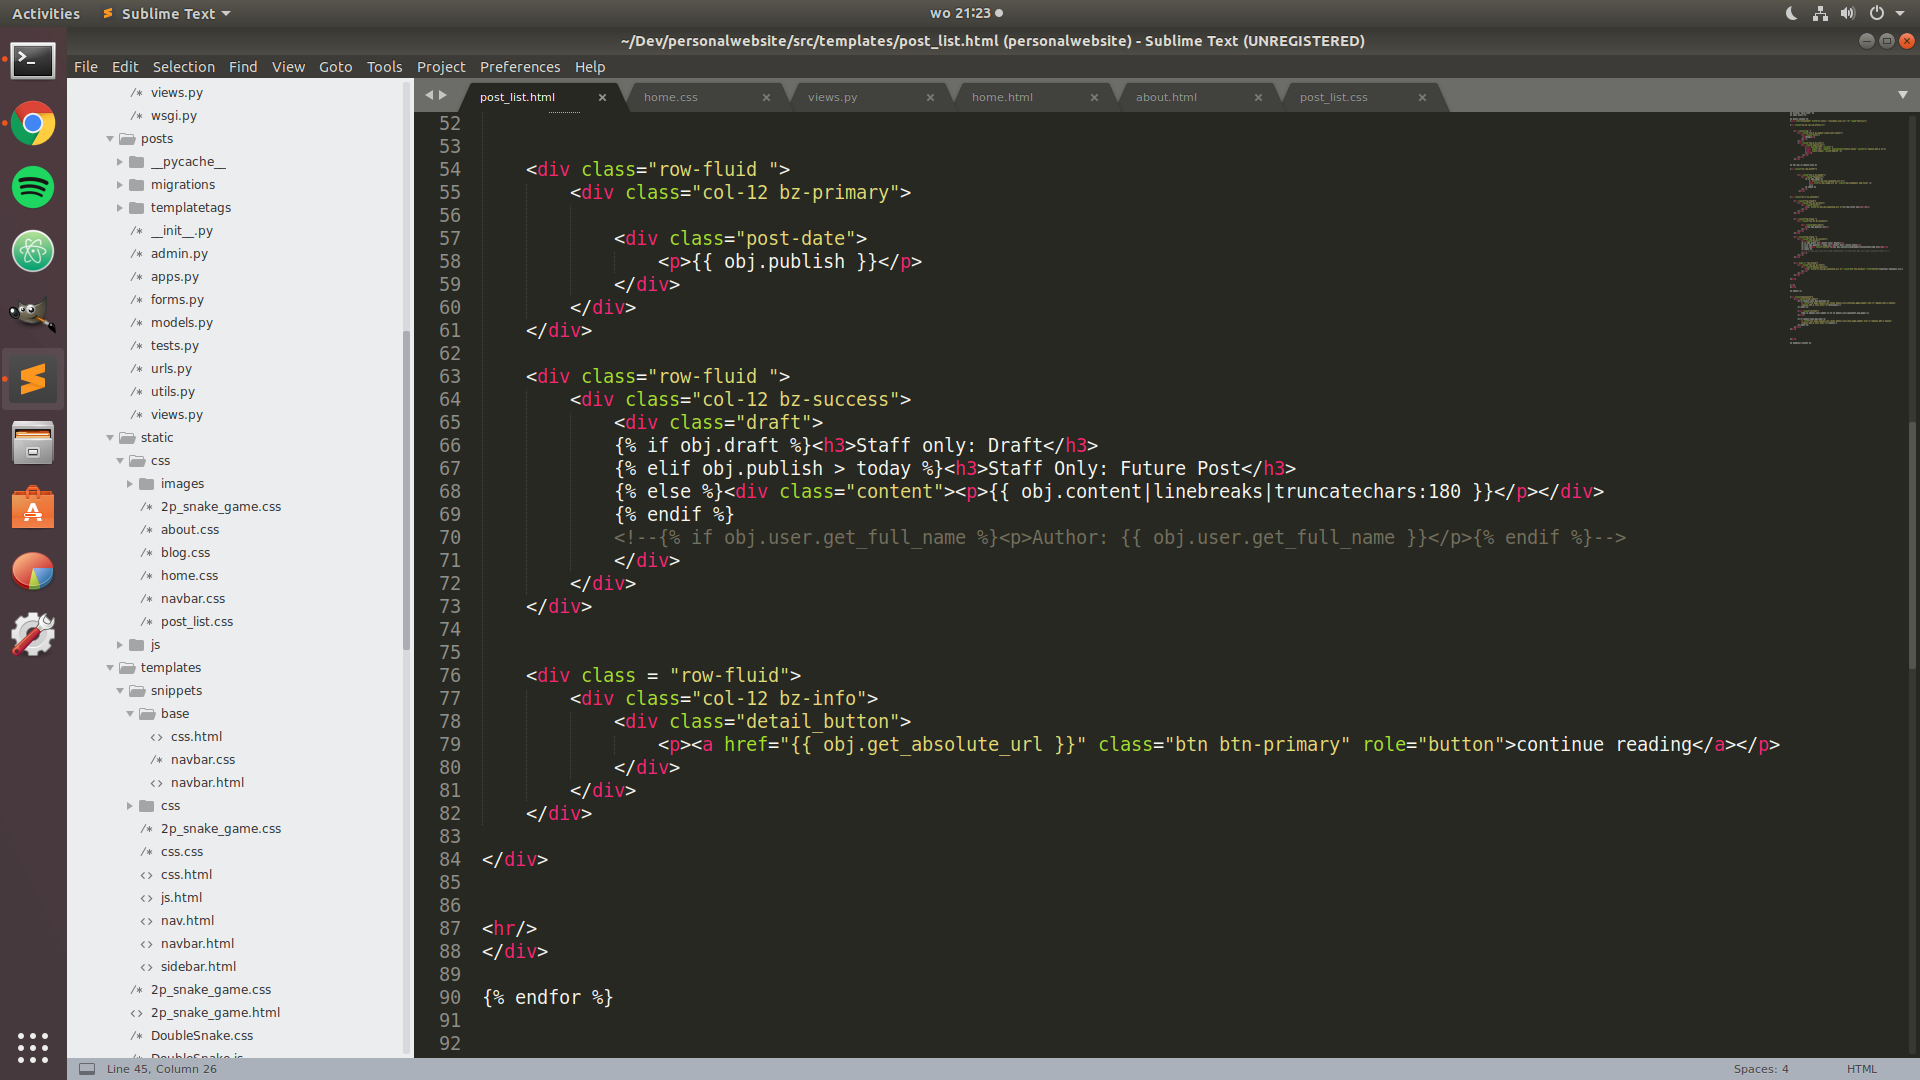 Activities
Sublime Text
wo 21:23
~/Dev/personalwebsite/src/templates/post_list.html (personalwebsite) - Sublime Text (UNREGISTERED)
File Edit Selection Find View Goto Tools Project Preferences Help
views.py
wsgi.py
posts
__pycache__
migrations
templatetags
__init__.py
admin.py
apps.py
forms.py
models.py
tests.py
urls.py
utils.py
views.py
static
css
images
2p_snake_game.css
about.css
blog.css
home.css
navbar.css
post_list.css
js
templates
snippets
base
css.html
navbar.css
navbar.html
css
2p_snake_game.css
css.css
css.html
js.html
nav.html
navbar.html
sidebar.html
2p_snake_game.css
2p_snake_game.html
DoubleSnake.css
DoubleSnake.js
post_list.html home.css views.py home.html about.html post_list.css
52
53
54 <div class="row-fluid ">
55 <div class="col-12 bz-primary">
56
57 <div class="post-date">
58 <p>{{ obj.publish }}</p>
59 </div>
60 </div>
61 </div>
62
63 <div class="row-fluid ">
64 <div class="col-12 bz-success">
65 <div class="draft">
66 {% if obj.draft %}<h3>Staff only: Draft</h3>
67 {% elif obj.publish > today %}<h3>Staff Only: Future Post</h3>
68 {% else %}<div class="content"><p>{{ obj.content|linebreaks|truncatechars:180 }}</p></div>
69 {% endif %}
70 <!--{% if obj.user.get_full_name %}<p>Author: {{ obj.user.get_full_name }}</p>{% endif %}-->
71 </div>
72 </div>
73 </div>
74
75
76 <div class = "row-fluid">
77 <div class="col-12 bz-info">
78 <div class="detail_button">
79 <p><a href="{{ obj.get_absolute_url }}" class="btn btn-primary" role="button">continue reading</a></p>
80 </div>
81 </div>
82 </div>
83
84 </div>
85
86
87 <hr/>
88 </div>
89
90 {% endfor %}
91
92
Line 45, Column 26
Spaces: 4
HTML